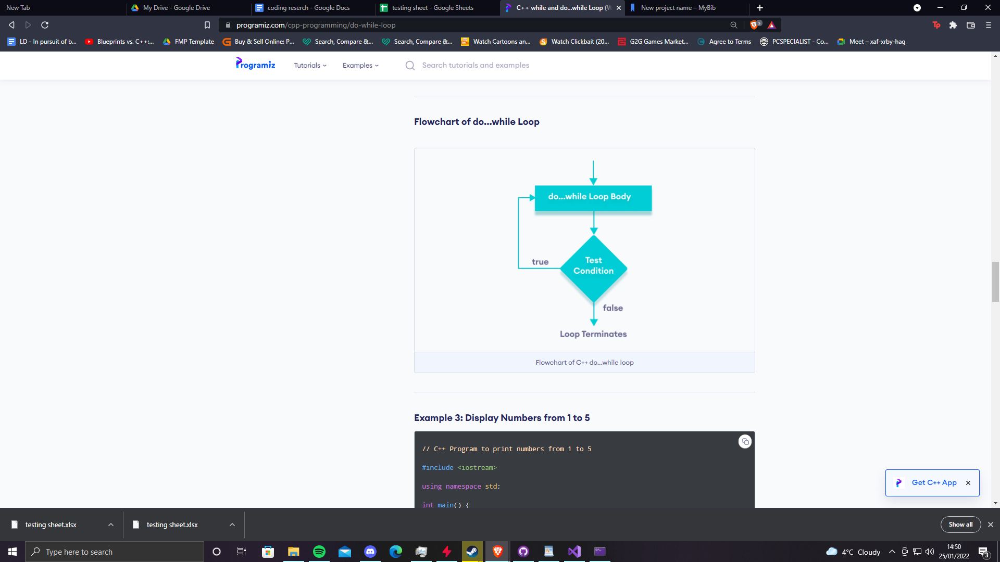 New Tab
My Drive - Google Drive
coding reserch - Google Docs
testing sheet - Google Sheets
C++ while and do...while Loop (W
New project name – MyBib
programiz.com/cpp-programming/do-while-loop
5
Tp
LD - In pursuit of b...
Blueprints vs. C++:...
FMP Template
Buy & Sell Online: P...
Search, Compare &...
Search, Compare &...
Watch Cartoons an...
Watch Clickbait (20...
G2G Games Market...
Agree to Terms
PCSPECIALIST - Co...
Meet – xaf-xrby-hag
Programiz
Tutorials
Examples
Search tutorials and examples
Flowchart of do...while Loop
do...while Loop Body
Test
Condition
true
false
Loop Terminates
Flowchart of C++ do...while loop
Example 3: Display Numbers from 1 to 5
// C++ Program to print numbers from 1 to 5
#include <iostream>
using namespace std;
int main() {
Get C++ App
testing sheet.xlsx
testing sheet.xlsx
Show all
Type here to search
4°C Cloudy
14:50
25/01/2022
3